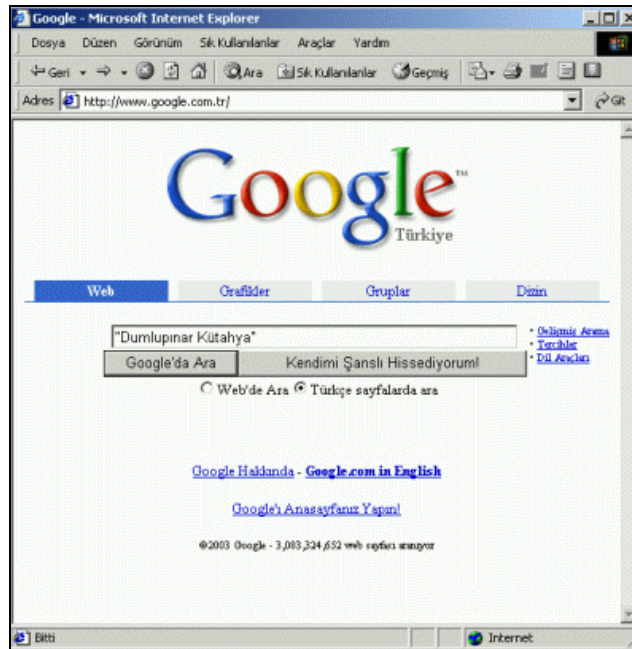 Google - Microsoft Internet Explorer
Dosya Düzen Görünüm Sık Kullanılanlar Araçlar Yardım
Geri Ara Sık Kullanılanlar Geçmiş
Adres http://www.google.com.tr/ Git
Google™
Türkiye
Web Grafikler Gruplar Dizin
"Dumlupınar Kütahya"
• Gelişmiş Arama
• Tercihler
• Dil Araçları
Google'da Ara Kendimi Şanslı Hissediyorum!
Web'de Ara Türkçe sayfalarda ara
Google Hakkında - Google.com in English
Google'ı Anasayfanız Yapın!
©2003 Google - 3,083,324,652 web sayfası aranıyor
Bitti Internet